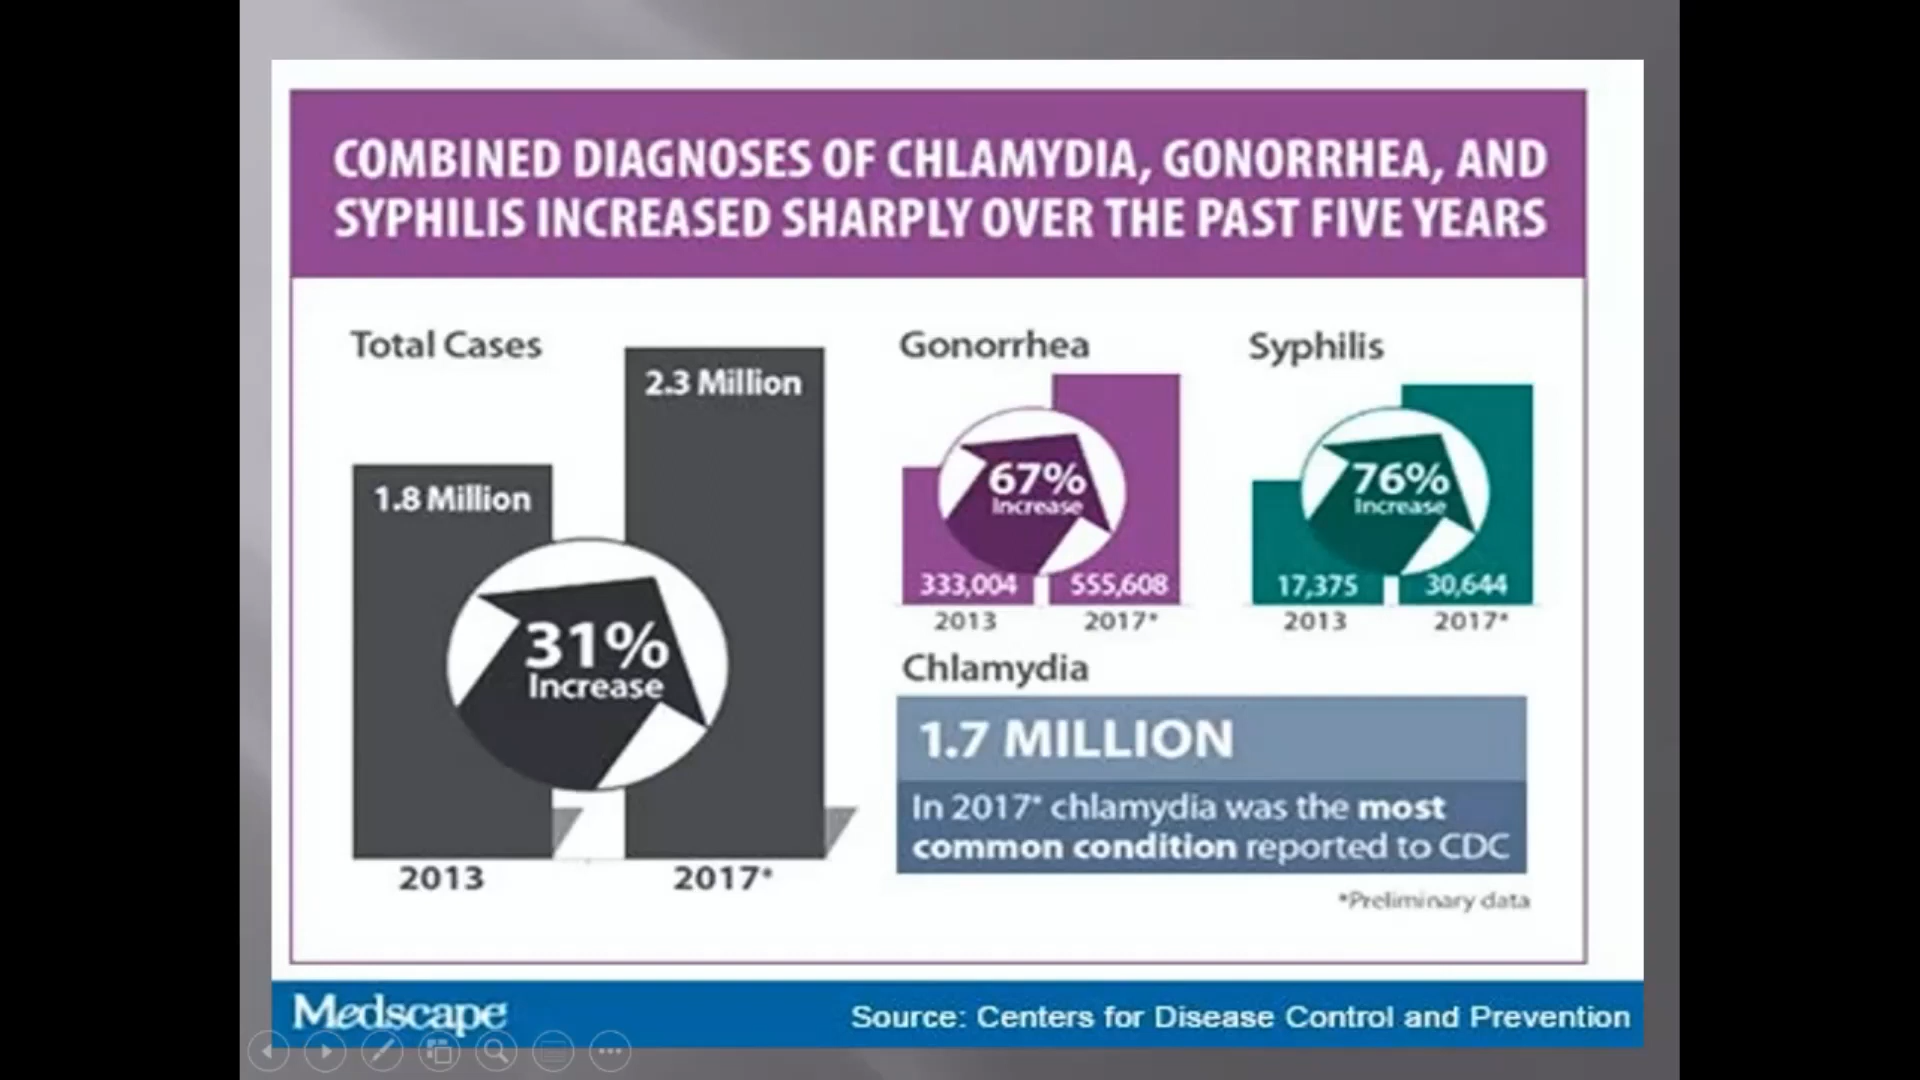 COMBINED DIAGNOSES OF CHLAMYDIA, GONORRHEA, AND
SYPHILIS INCREASED SHARPLY OVER THE PAST FIVE YEARS
Total Cases
1.8 Million
2.3 Million
31%
Increase
2013
2017*
Gonorrhea
67%
Increase
333,004
555,608
2013
2017*
Syphilis
76%
Increase
17,375
30,644
2013
2017*
Chlamydia
1.7 MILLION
In 2017* chlamydia was the most
common condition reported to CDC
*Preliminary data
Medscape
Source: Centers for Disease Control and Prevention